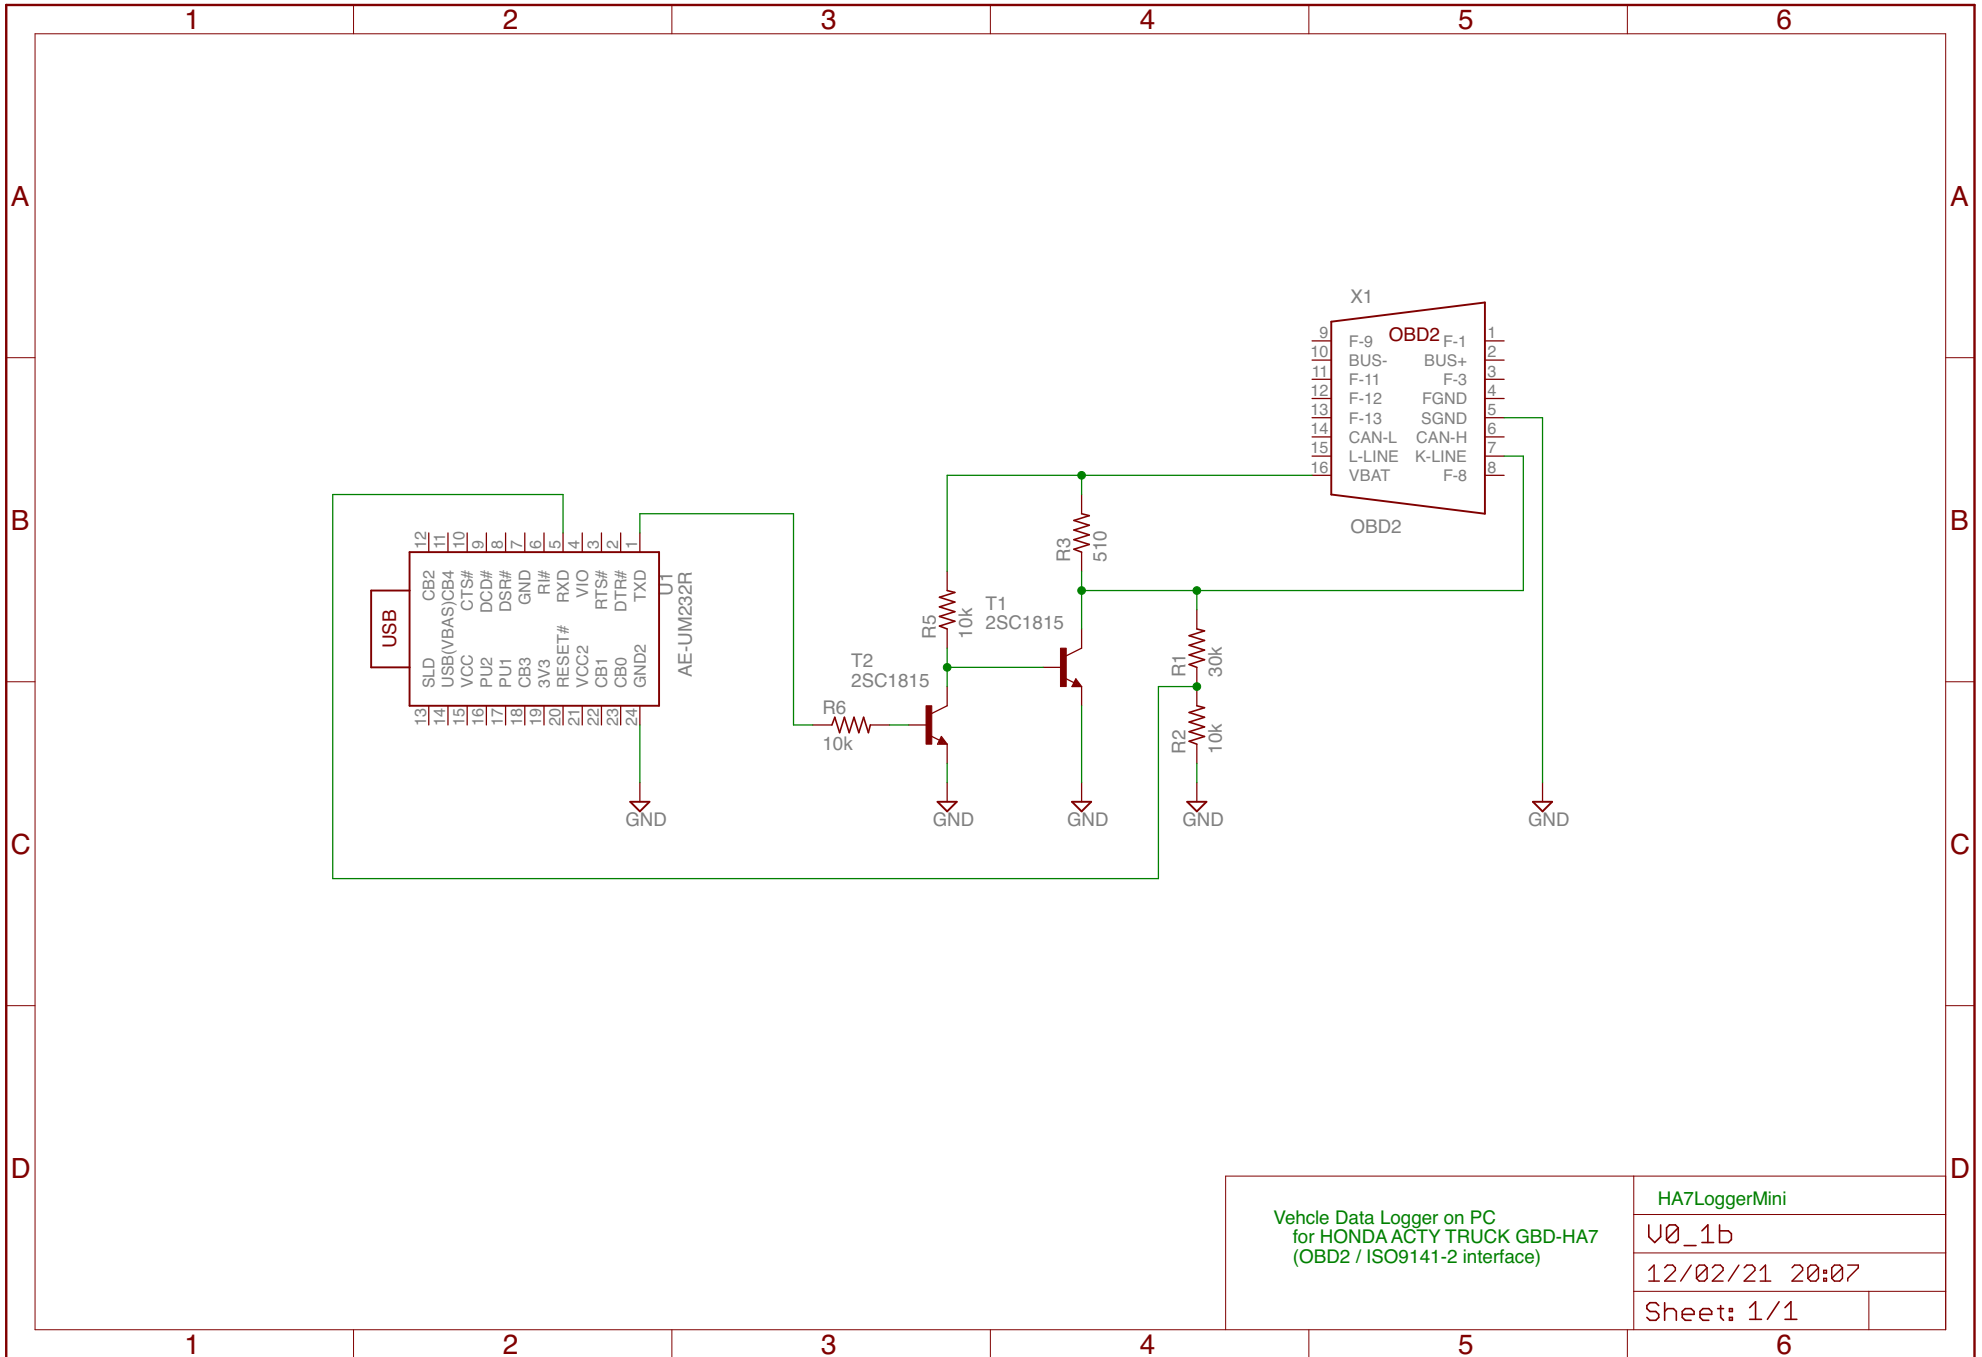 1 2 3 4 5 6
A A
B B
C C
D D
X1
OBD2
9 F-9 F-1 1
10 BUS- BUS+ 2
11 F-11 F-3 3
12 F-12 FGND 4
13 F-13 SGND 5
14 CAN-L CAN-H 6
15 L-LINE K-LINE 7
16 VBAT F-8 8
OBD2
USB
12 11 10 9 8 7 6 5 4 3 2 1
CB2 CB4 CTS# DCD# DSR# GND RI# RXD VIO RTS# DTR# TXD
SLD USB(VBAS) VCC PU2 PU1 CB3 3V3 RESET# VCC2 CB1 CB0 GND2
13 14 15 16 17 18 19 20 21 22 23 24
U1
AE-UM232R
R3
510
R5
10k
T1
2SC1815
T2
2SC1815
R6
10k
R1
30k
R2
10k
GND GND GND GND GND
Vehcle Data Logger on PC
for HONDA ACTY TRUCK GBD-HA7
(OBD2 / ISO9141-2 interface)
HA7LoggerMini
V0_1b
12/02/21 20:07
Sheet: 1/1
1 2 3 4 5 6